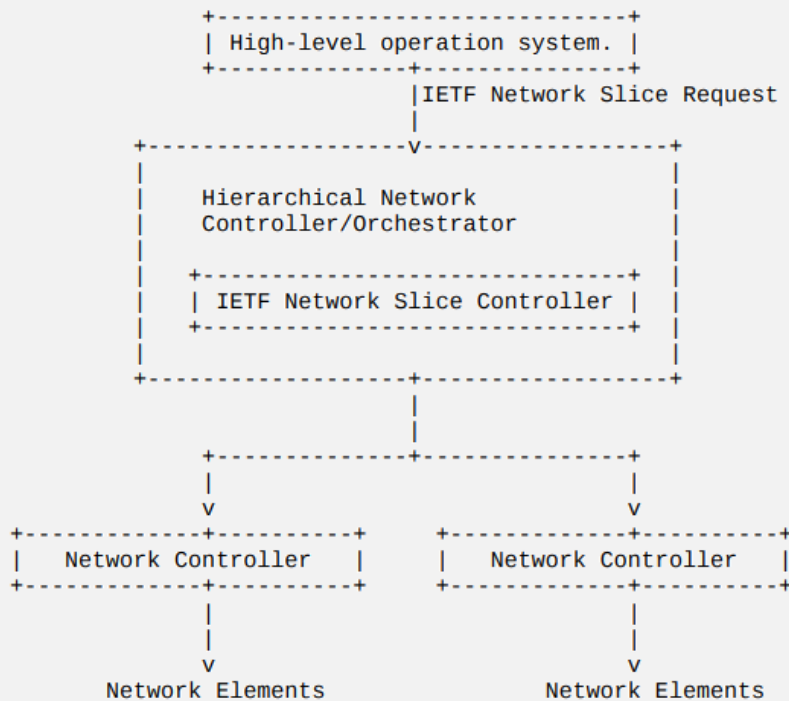 High-level operation system.
IETF Network Slice Request
Hierarchical Network
Controller/Orchestrator
IETF Network Slice Controller
Network Controller Network Controller
Network Elements Network Elements